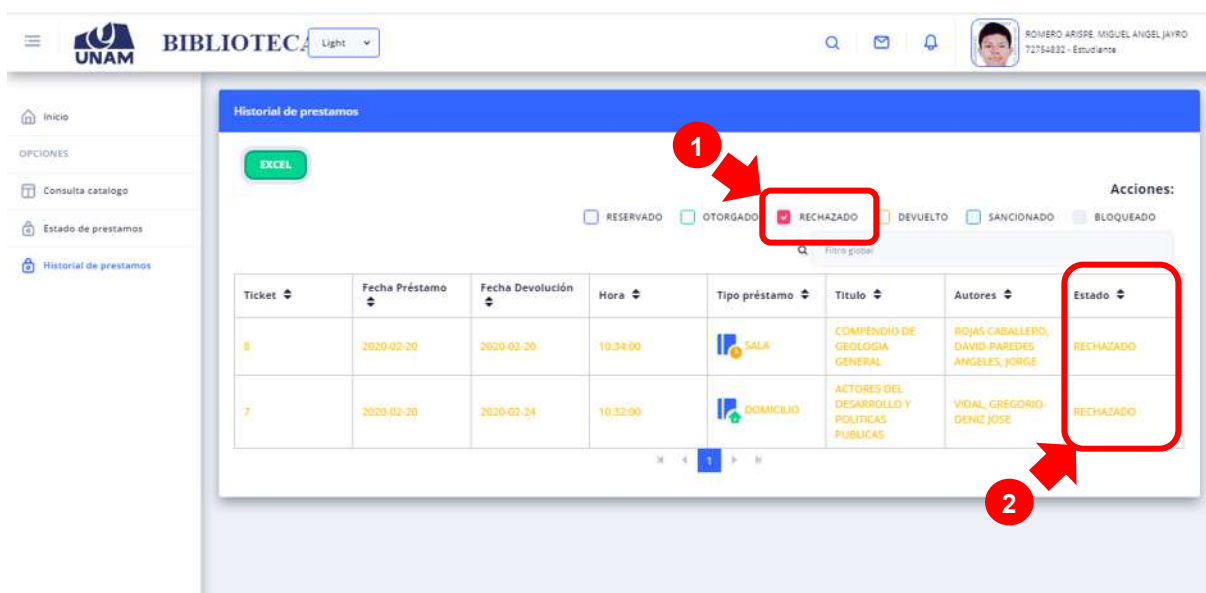 UNAM
BIBLIOTECA
Light
ROMERO ARISPE, MIGUEL ANGEL JAYRO
72754832 - Estudiante
Inicio
OPCIONES
Consulta catalogo
Estado de prestamos
Historial de prestamos
Historial de prestamos
EXCEL
1
Acciones:
RESERVADO OTORGADO RECHAZADO DEVUELTO SANCIONADO BLOQUEADO
Filtro global
Ticket Fecha Préstamo Fecha Devolución Hora Tipo préstamo Titulo Autores Estado
8 2020-02-20 2020-02-20 10:34:00 SALA COMPENDIO DE GEOLOGIA GENERAL ROJAS CABALLERO, DAVID-PAREDES ANGELES, JORGE RECHAZADO
7 2020-02-20 2020-02-24 10:32:00 DOMICILIO ACTORES DEL DESARROLLO Y POLITICAS PUBLICAS VIDAL, GREGORIO-DENIZ JOSE RECHAZADO
1
2